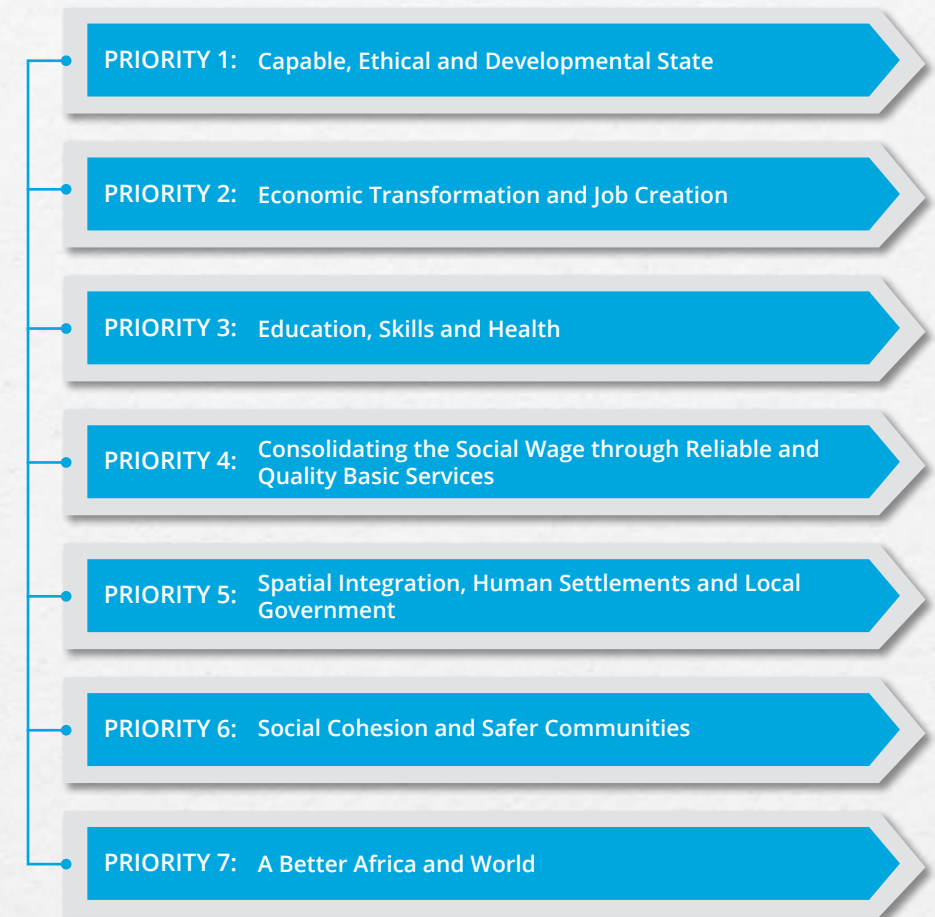 PRIORITY 1: Capable, Ethical and Developmental State
PRIORITY 2: Economic Transformation and Job Creation
PRIORITY 3: Education, Skills and Health
PRIORITY 4: Consolidating the Social Wage through Reliable and
Quality Basic Services
PRIORITY 5: Spatial Integration, Human Settlements and Local
Government
PRIORITY 6: Social Cohesion and Safer Communities
PRIORITY 7: A Better Africa and World